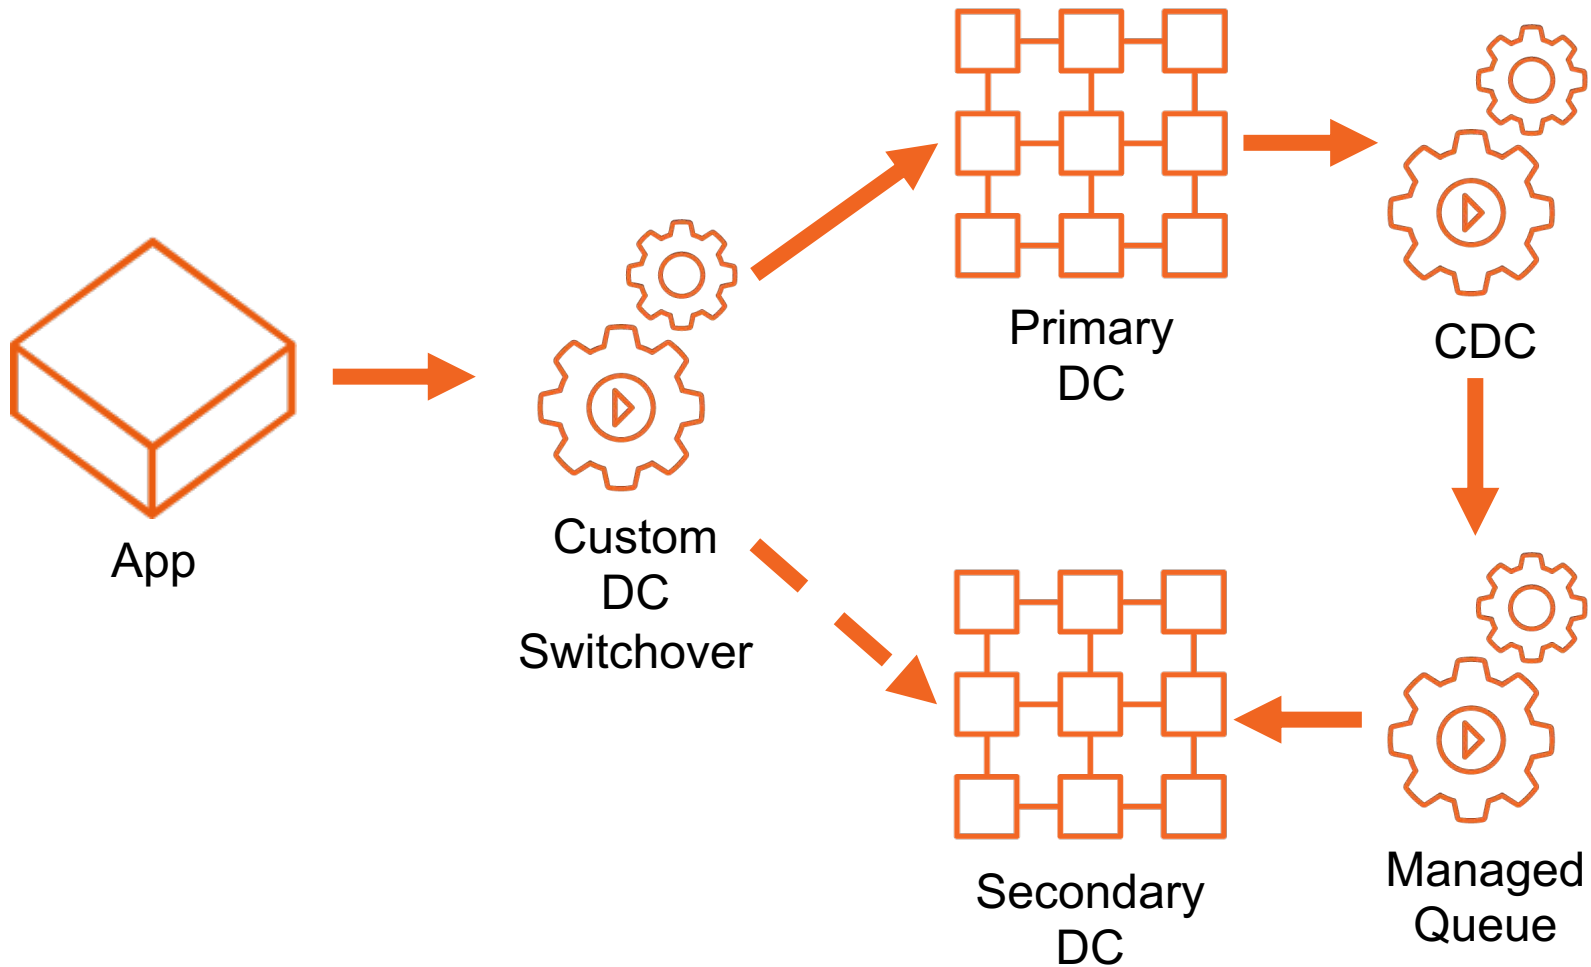 App
Custom
DC
Switchover
Primary
DC
CDC
Secondary
DC
Managed
Queue